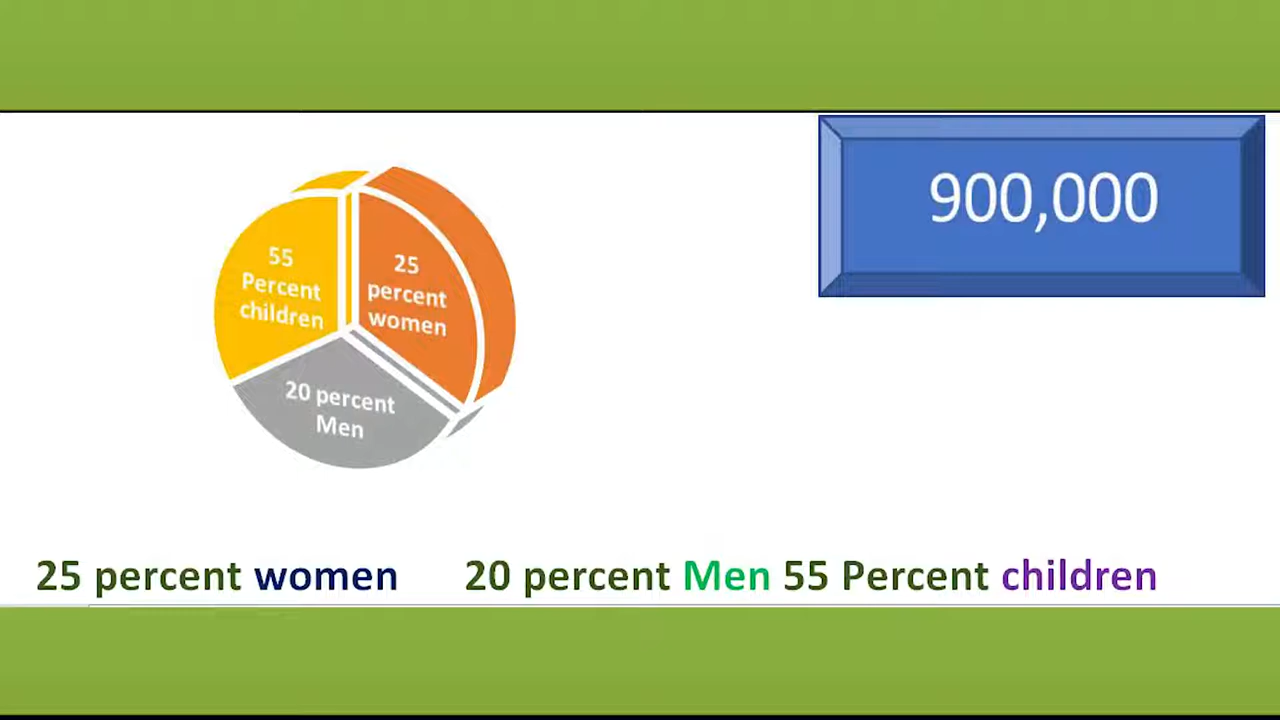 900,000
55
Percent
children
25
percent
women
20 percent
Men
25 percent women 20 percent Men 55 Percent children